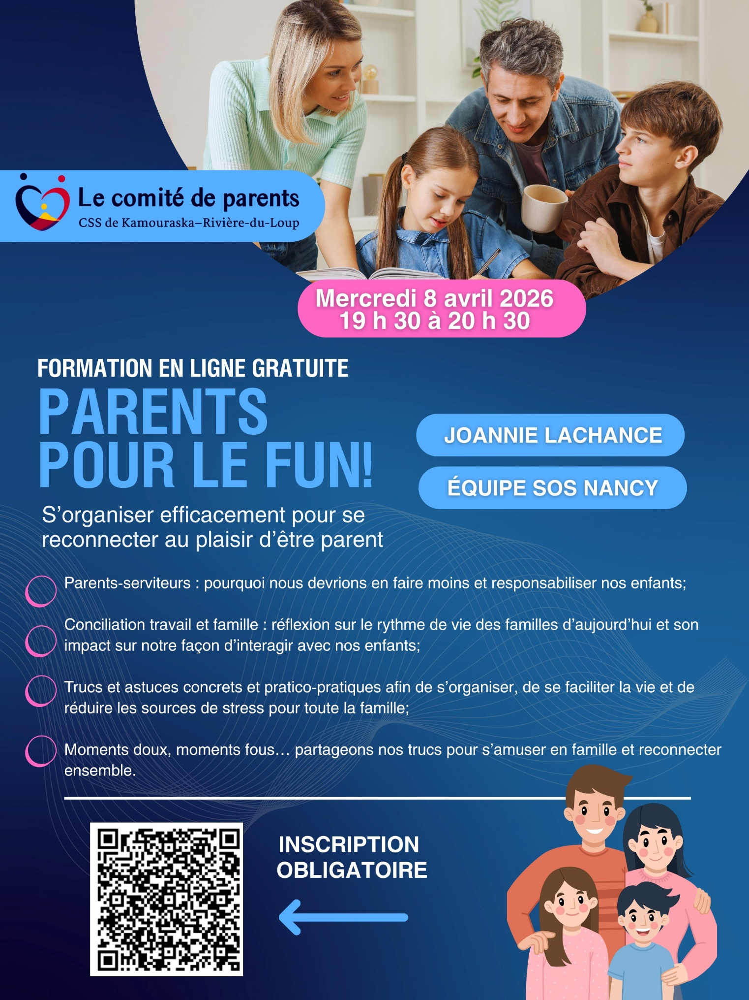 Le comité de parents
CSS de Kamouraska–Rivière-du-Loup
Mercredi 8 avril 2026
19 h 30 à 20 h 30
FORMATION EN LIGNE GRATUITE
PARENTS
POUR LE FUN!
JOANNIE LACHANCE
ÉQUIPE SOS NANCY
S’organiser efficacement pour se
reconnecter au plaisir d’être parent
Parents-serviteurs : pourquoi nous devrions en faire moins et responsabiliser nos enfants;
Conciliation travail et famille : réflexion sur le rythme de vie des familles d’aujourd’hui et son
impact sur notre façon d’interagir avec nos enfants;
Trucs et astuces concrets et pratico-pratiques afin de s’organiser, de se faciliter la vie et de
réduire les sources de stress pour toute la famille;
Moments doux, moments fous… partageons nos trucs pour s’amuser en famille et reconnecter
ensemble.
INSCRIPTION
OBLIGATOIRE